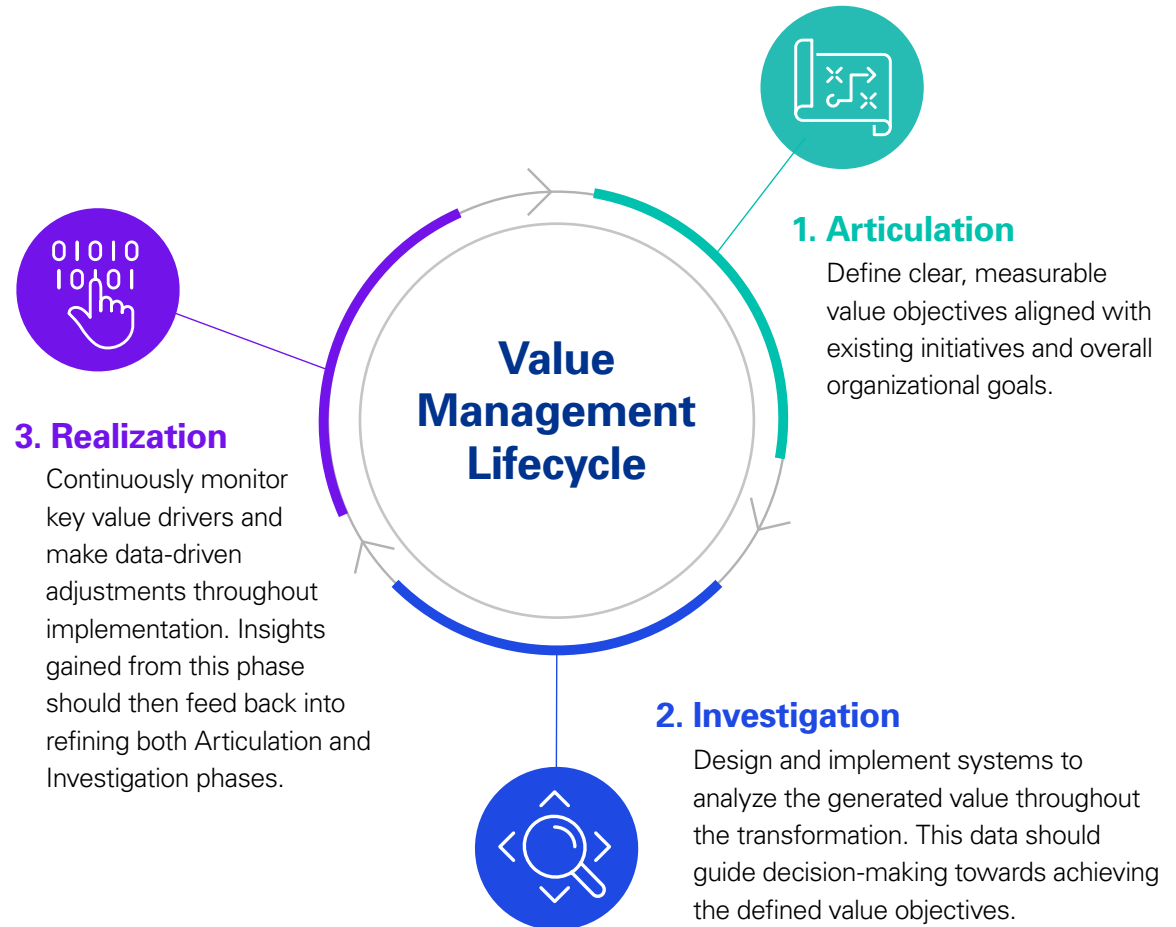 Value
Management
Lifecycle
1. Articulation
Define clear, measurable
value objectives aligned with
existing initiatives and overall
organizational goals.
2. Investigation
Design and implement systems to
analyze the generated value throughout
the transformation. This data should
guide decision-making towards achieving
the defined value objectives.
3. Realization
Continuously monitor
key value drivers and
make data-driven
adjustments throughout
implementation. Insights
gained from this phase
should then feed back into
refining both Articulation and
Investigation phases.
01010
10101